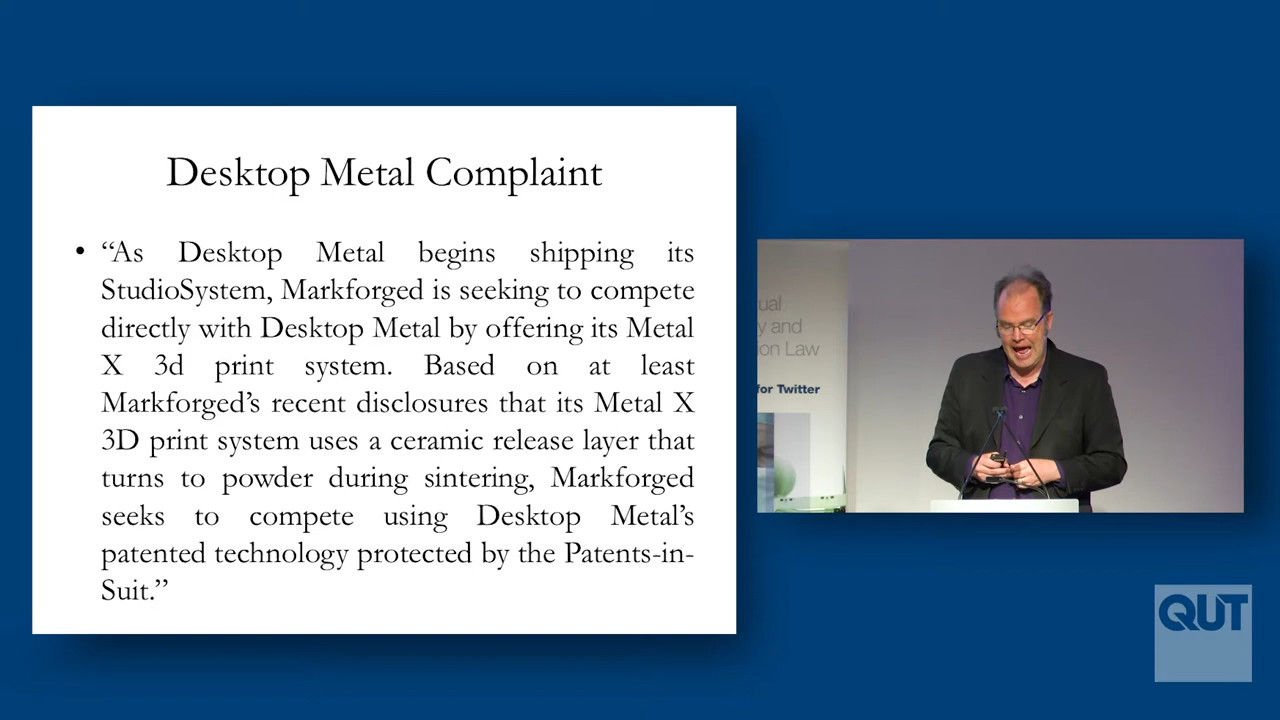 Desktop Metal Complaint
• “As Desktop Metal begins shipping its
StudioSystem, Markforged is seeking to compete
directly with Desktop Metal by offering its Metal
X 3d print system. Based on at least
Markforged’s recent disclosures that its Metal X
3D print system uses a ceramic release layer that
turns to powder during sintering, Markforged
seeks to compete using Desktop Metal’s
patented technology protected by the Patents-in-
Suit.”
and
Law
for Twitter
QUT